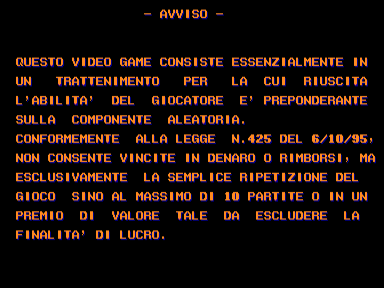 - AVVISO -
QUESTO VIDEO GAME CONSISTE ESSENZIALMENTE IN
UN TRATTENIMENTO PER LA CUI RIUSCITA
L'ABILITA' DEL GIOCATORE E' PREPONDERANTE
SULLA COMPONENTE ALEATORIA.
CONFORMEMENTE ALLA LEGGE N.425 DEL 6/10/95,
NON CONSENTE VINCITE IN DENARO O RIMBORSI, MA
ESCLUSIVAMENTE LA SEMPLICE RIPETIZIONE DEL
GIOCO SINO AL MASSIMO DI 10 PARTITE O IN UN
PREMIO DI VALORE TALE DA ESCLUDERE LA
FINALITA' DI LUCRO.